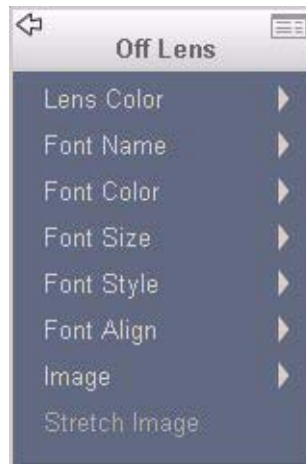 Off Lens
Lens Color
Font Name
Font Color
Font Size
Font Style
Font Align
Image
Stretch Image